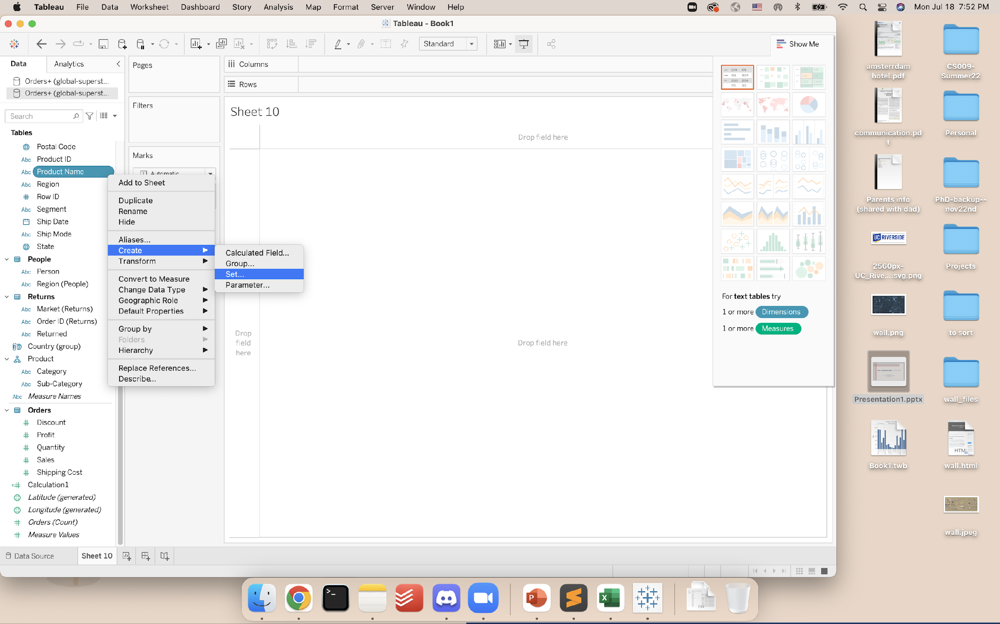 Tableau File Data Worksheet Dashboard Story Analysis Map Format Server Window Help
Mon Jul 18 7:52 PM
Tableau - Book1
Standard
Show Me
Data
Analytics
Orders+ (global-superst...
Orders+ (global-superst...
Search
Tables
Postal Code
Abc Product ID
Abc Product Name
Abc Region
Row ID
Abc Segment
Ship Date
Abc Ship Mode
State
People
Abc Person
Abc Region (People)
Returns
Abc Market (Returns)
Abc Order ID (Returns)
Abc Returned
Country (group)
Product
Abc Category
Abc Sub-Category
Abc Measure Names
Orders
Discount
Profit
Quantity
Sales
Shipping Cost
Calculation1
Latitude (generated)
Longitude (generated)
Orders (Count)
Measure Values
Pages
Filters
Marks
Automatic
Add to Sheet
Duplicate
Rename
Hide
Aliases...
Create
Transform
Convert to Measure
Change Data Type
Geographic Role
Default Properties
Group by
Folders
Hierarchy
Replace References...
Describe...
Calculated Field...
Group...
Set...
Parameter...
Columns
Rows
Sheet 10
Drop field here
Drop
field
here
Drop field here
For text tables try
1 or more Dimensions
1 or more Measures
Data Source
Sheet 10
amsterrdam
hotel.pdf
CS009-
Summer22
communication.pd
f
Personal
Parents info
(shared with dad)
PhD-backup--
nov22nd
UC RIVERSIDE
2560px-
UC_Rive....svg.png
Projects
wall.png
to sort
Presentation1.pptx
wall_files
Book1.twb
HTML
wall.html
wall.jpeg
P
X
CSV